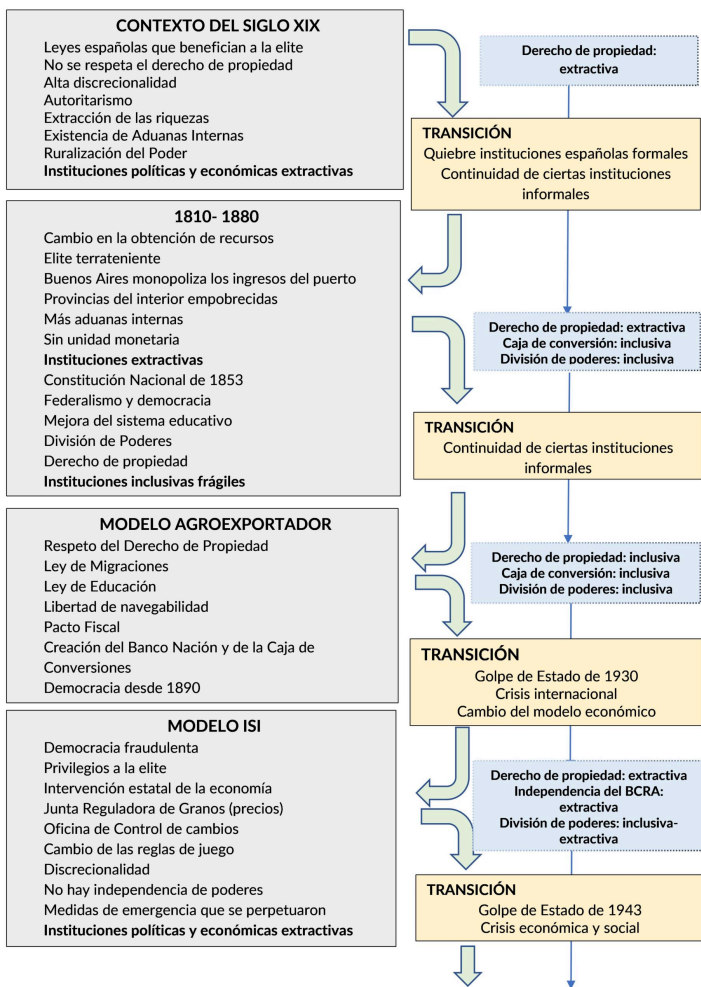 CONTEXTO DEL SIGLO XIX
Leyes españolas que benefician a la elite
No se respeta el derecho de propiedad
Alta discrecionalidad
Autoritarismo
Extracción de las riquezas
Existencia de Aduanas Internas
Ruralización del Poder
Instituciones políticas y económicas extractivas
Derecho de propiedad:
extractiva
TRANSICIÓN
Quiebre instituciones españolas formales
Continuidad de ciertas instituciones
informales
1810- 1880
Cambio en la obtención de recursos
Elite terrateniente
Buenos Aires monopoliza los ingresos del puerto
Provincias del interior empobrecidas
Más aduanas internas
Sin unidad monetaria
Instituciones extractivas
Constitución Nacional de 1853
Federalismo y democracia
Mejora del sistema educativo
División de Poderes
Derecho de propiedad
Instituciones inclusivas frágiles
Derecho de propiedad: extractiva
Caja de conversión: inclusiva
División de poderes: inclusiva
TRANSICIÓN
Continuidad de ciertas instituciones
informales
MODELO AGROEXPORTADOR
Respeto del Derecho de Propiedad
Ley de Migraciones
Ley de Educación
Libertad de navegabilidad
Pacto Fiscal
Creación del Banco Nación y de la Caja de
Conversiones
Democracia desde 1890
Derecho de propiedad: inclusiva
Caja de conversión: inclusiva
División de poderes: inclusiva
TRANSICIÓN
Golpe de Estado de 1930
Crisis internacional
Cambio del modelo económico
MODELO ISI
Democracia fraudulenta
Privilegios a la elite
Intervención estatal de la economía
Junta Reguladora de Granos (precios)
Oficina de Control de cambios
Cambio de las reglas de juego
Discrecionalidad
No hay independencia de poderes
Medidas de emergencia que se perpetuaron
Instituciones políticas y económicas extractivas
Derecho de propiedad: extractiva
Independencia del BCRA:
extractiva
División de poderes: inclusiva-
extractiva
TRANSICIÓN
Golpe de Estado de 1943
Crisis económica y social